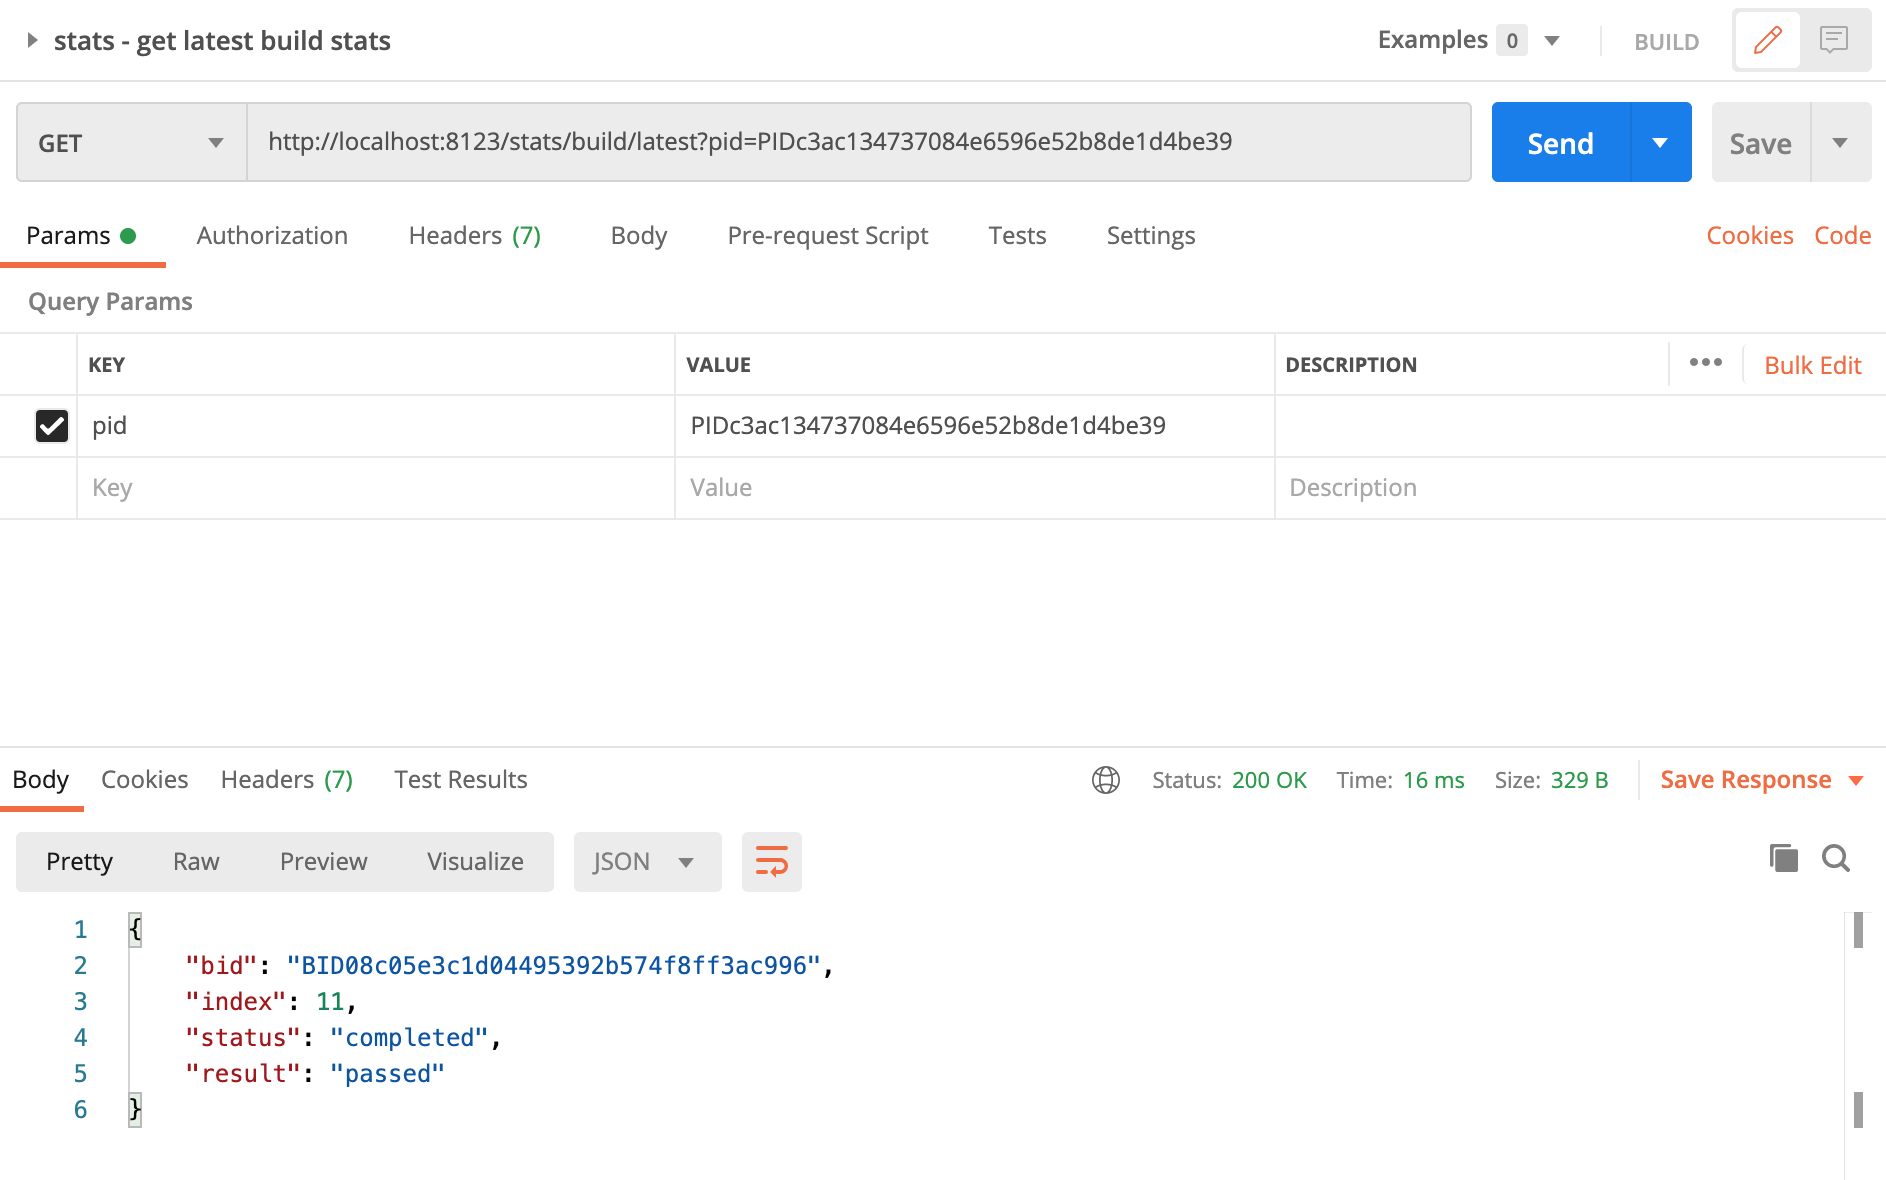 stats - get latest build stats
Examples 0 BUILD
GET http://localhost:8123/stats/build/latest?pid=PIDc3ac134737084e6596e52b8de1d4be39 Send Save
Params Authorization Headers (7) Body Pre-request Script Tests Settings Cookies Code
Query Params
KEY VALUE DESCRIPTION ••• Bulk Edit
pid PIDc3ac134737084e6596e52b8de1d4be39
Key Value Description
Body Cookies Headers (7) Test Results Status: 200 OK Time: 16 ms Size: 329 B Save Response
Pretty Raw Preview Visualize JSON
1 {
2 "bid": "BID08c05e3c1d04495392b574f8ff3ac996",
3 "index": 11,
4 "status": "completed",
5 "result": "passed"
6 }